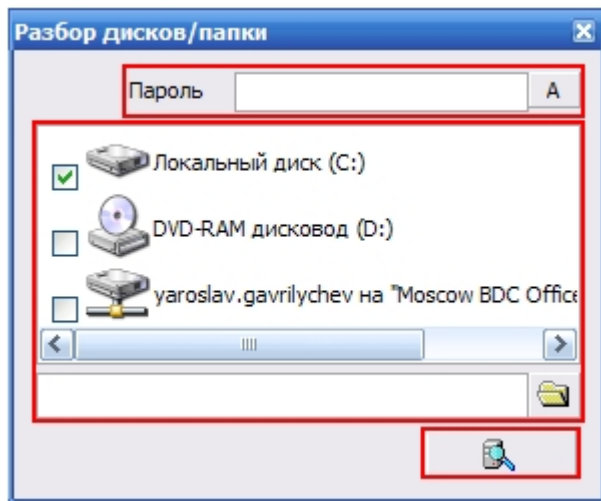 Разбор дисков/папки
Пароль
A
Локальный диск (C:)
DVD-RAM дисковод (D:)
yaroslav.gavrilychev на "Moscow BDC Office